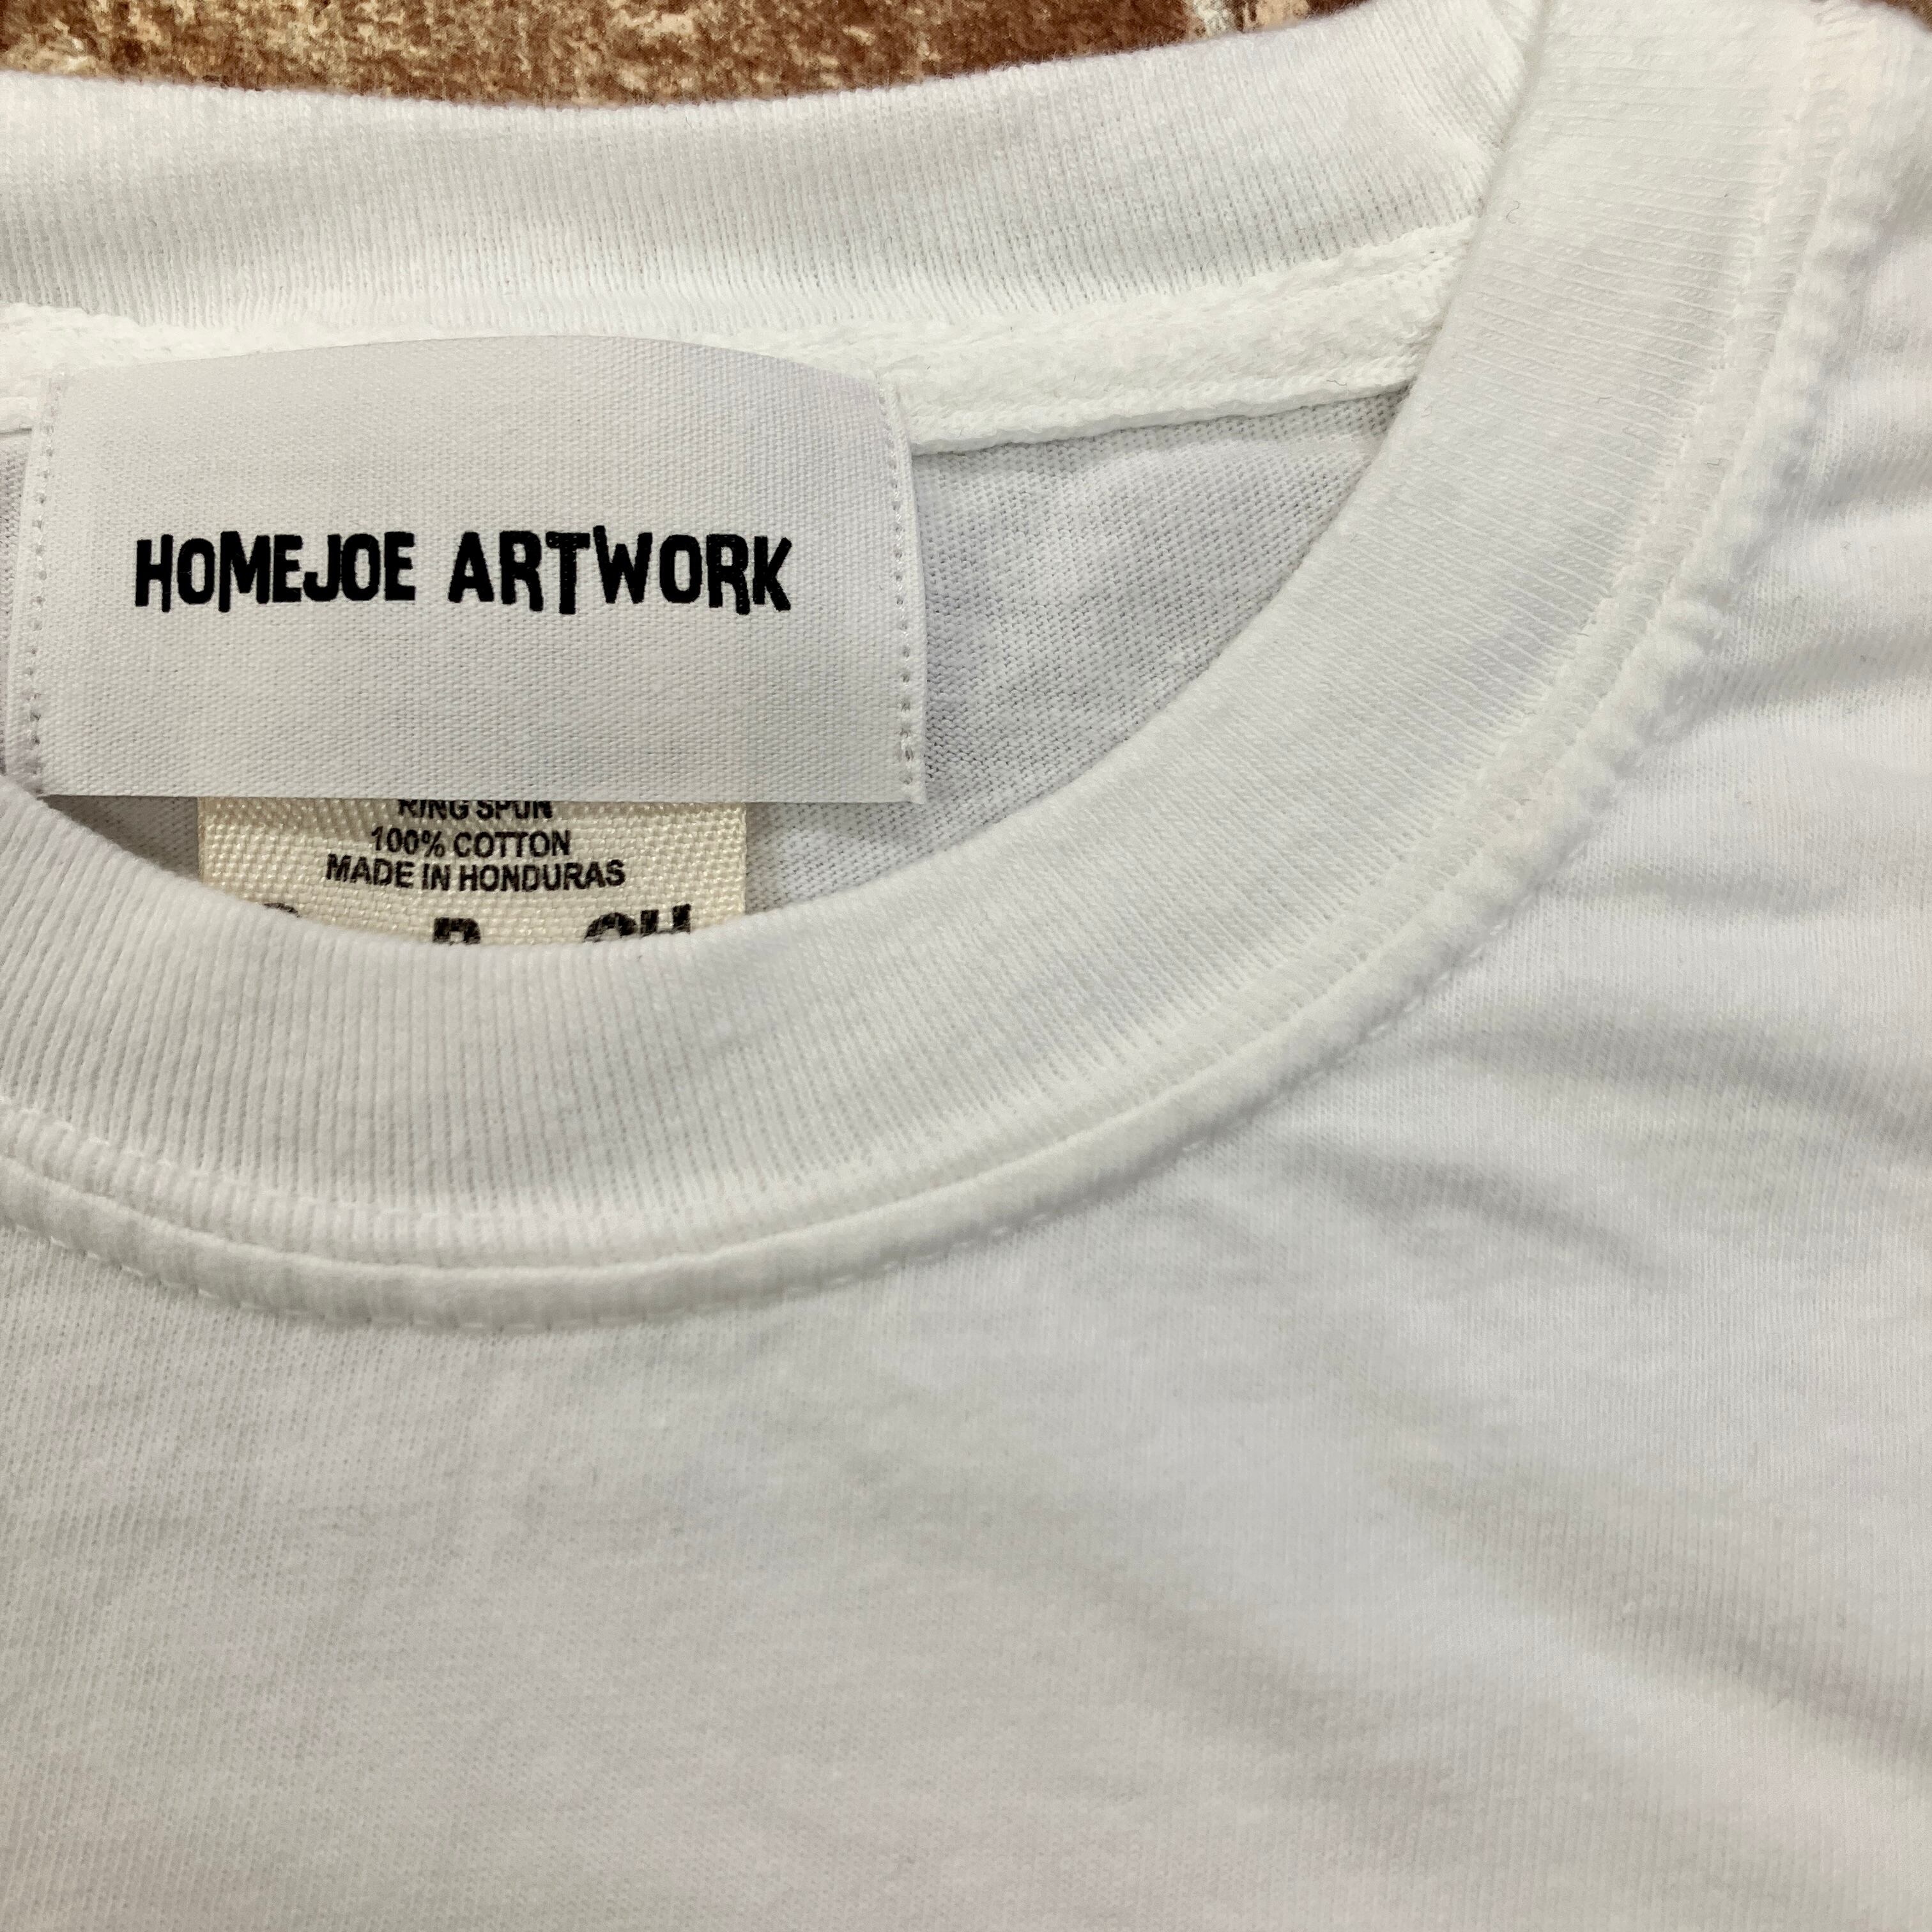 HOMEJOE ARTWORK
RING SPUN
100% COTTON
MADE IN HONDURAS